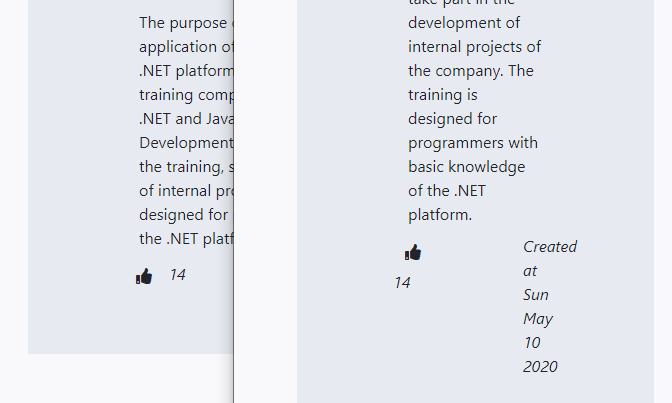 The purpose
application of
.NET platform
training comp
.NET and Java
Development
the training, s
of internal pro
designed for
the .NET platf
14
take part in the
development of
internal projects of
the company. The
training is
designed for
programmers with
basic knowledge
of the .NET
platform.
14
Created
at
Sun
May
10
2020